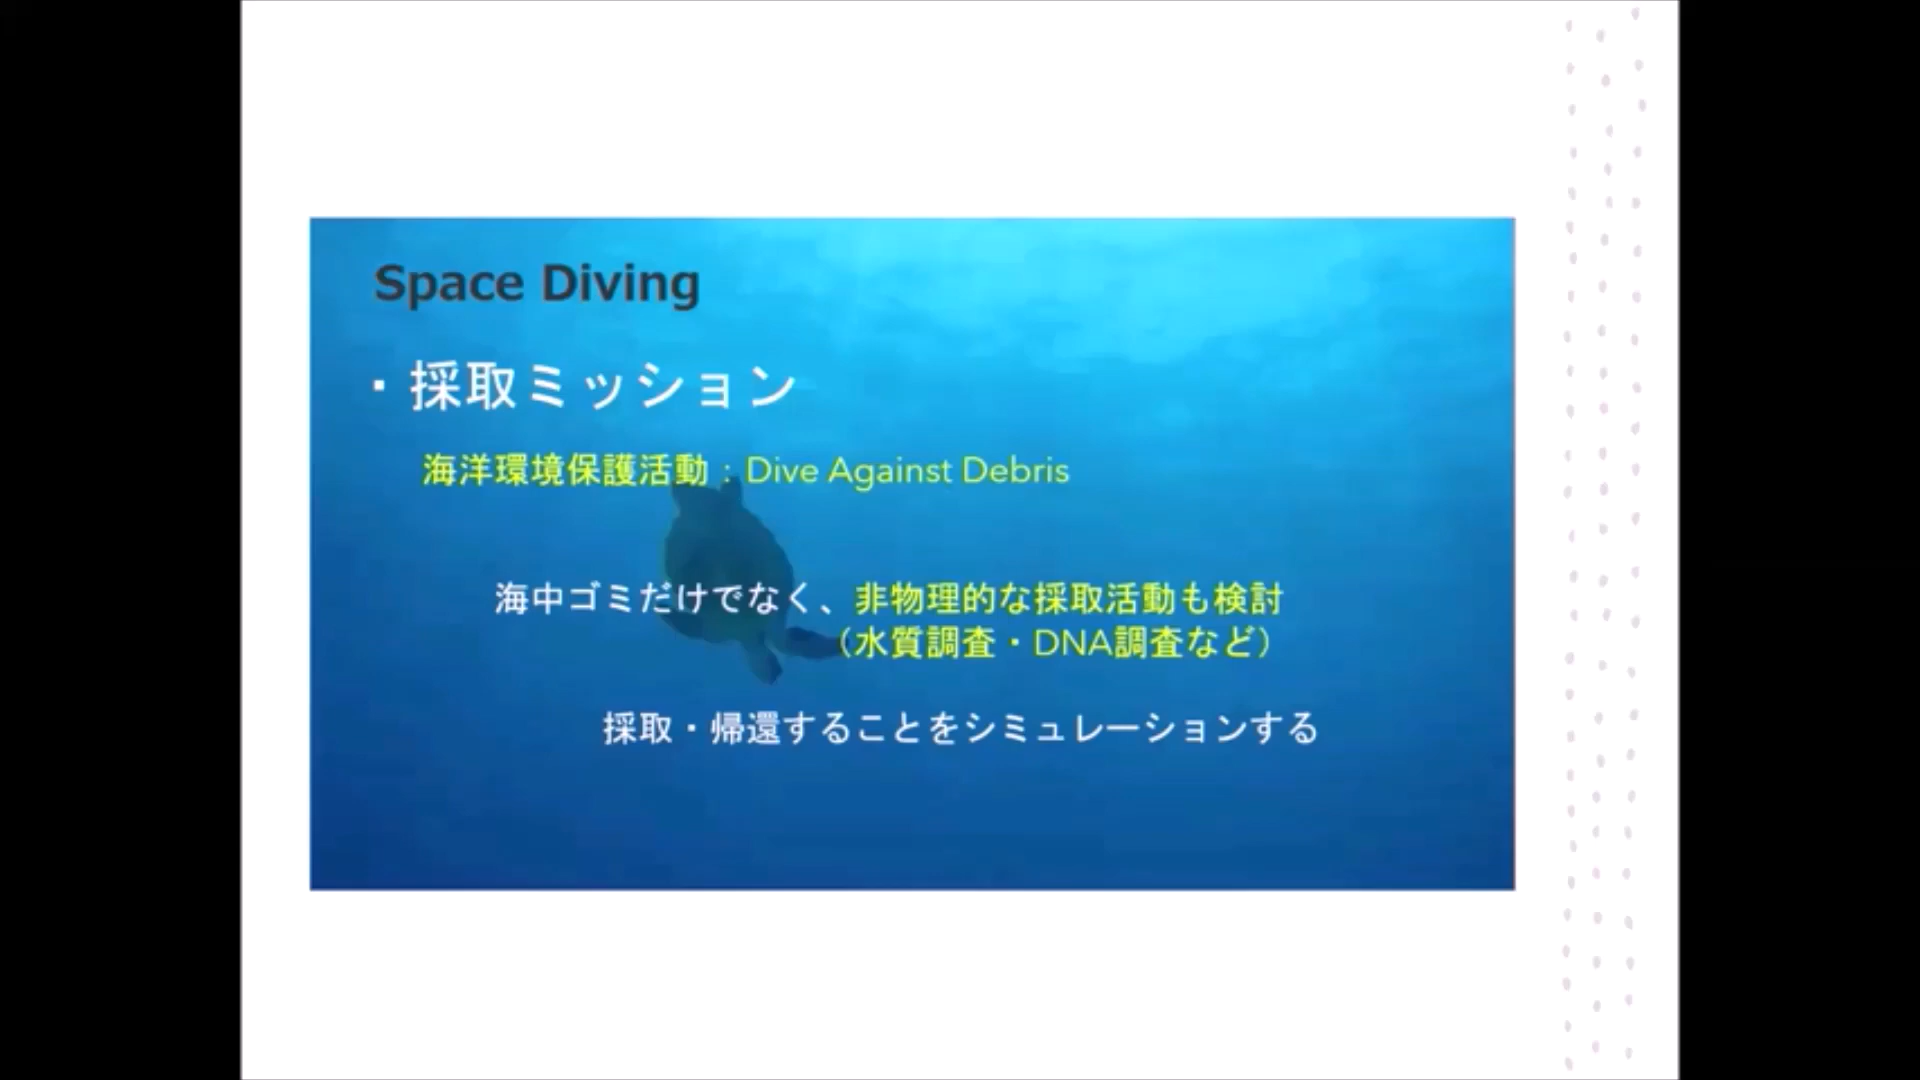 Space Diving
・採取ミッション
海洋環境保護活動：Dive Against Debris
海中ゴミだけでなく、非物理的な採取活動も検討
（水質調査・DNA調査など）
採取・帰還することをシミュレーションする